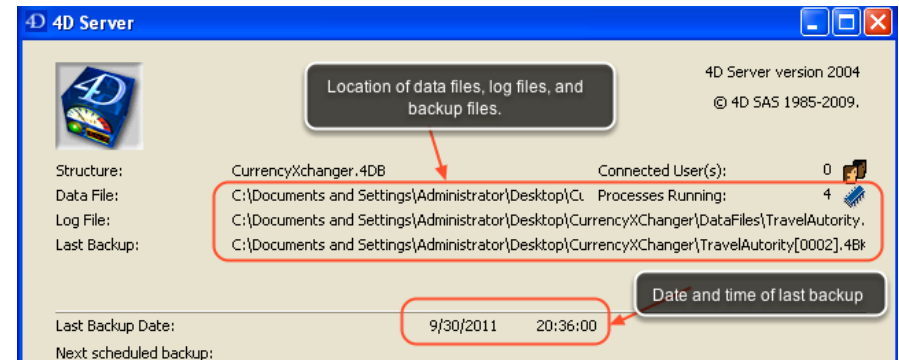 4D Server
Location of data files, log files, and
backup files.
4D Server version 2004
© 4D SAS 1985-2009.
Structure: CurrencyXchanger.4DB Connected User(s): 0
Data File: C:\Documents and Settings\Administrator\Desktop\Cu Processes Running: 4
Log File: C:\Documents and Settings\Administrator\Desktop\CurrencyXChanger\DataFiles\TravelAutority.
Last Backup: C:\Documents and Settings\Administrator\Desktop\CurrencyXChanger\TravelAutority[0002].4BK
Date and time of last backup
Last Backup Date: 9/30/2011 20:36:00
Next scheduled backup: